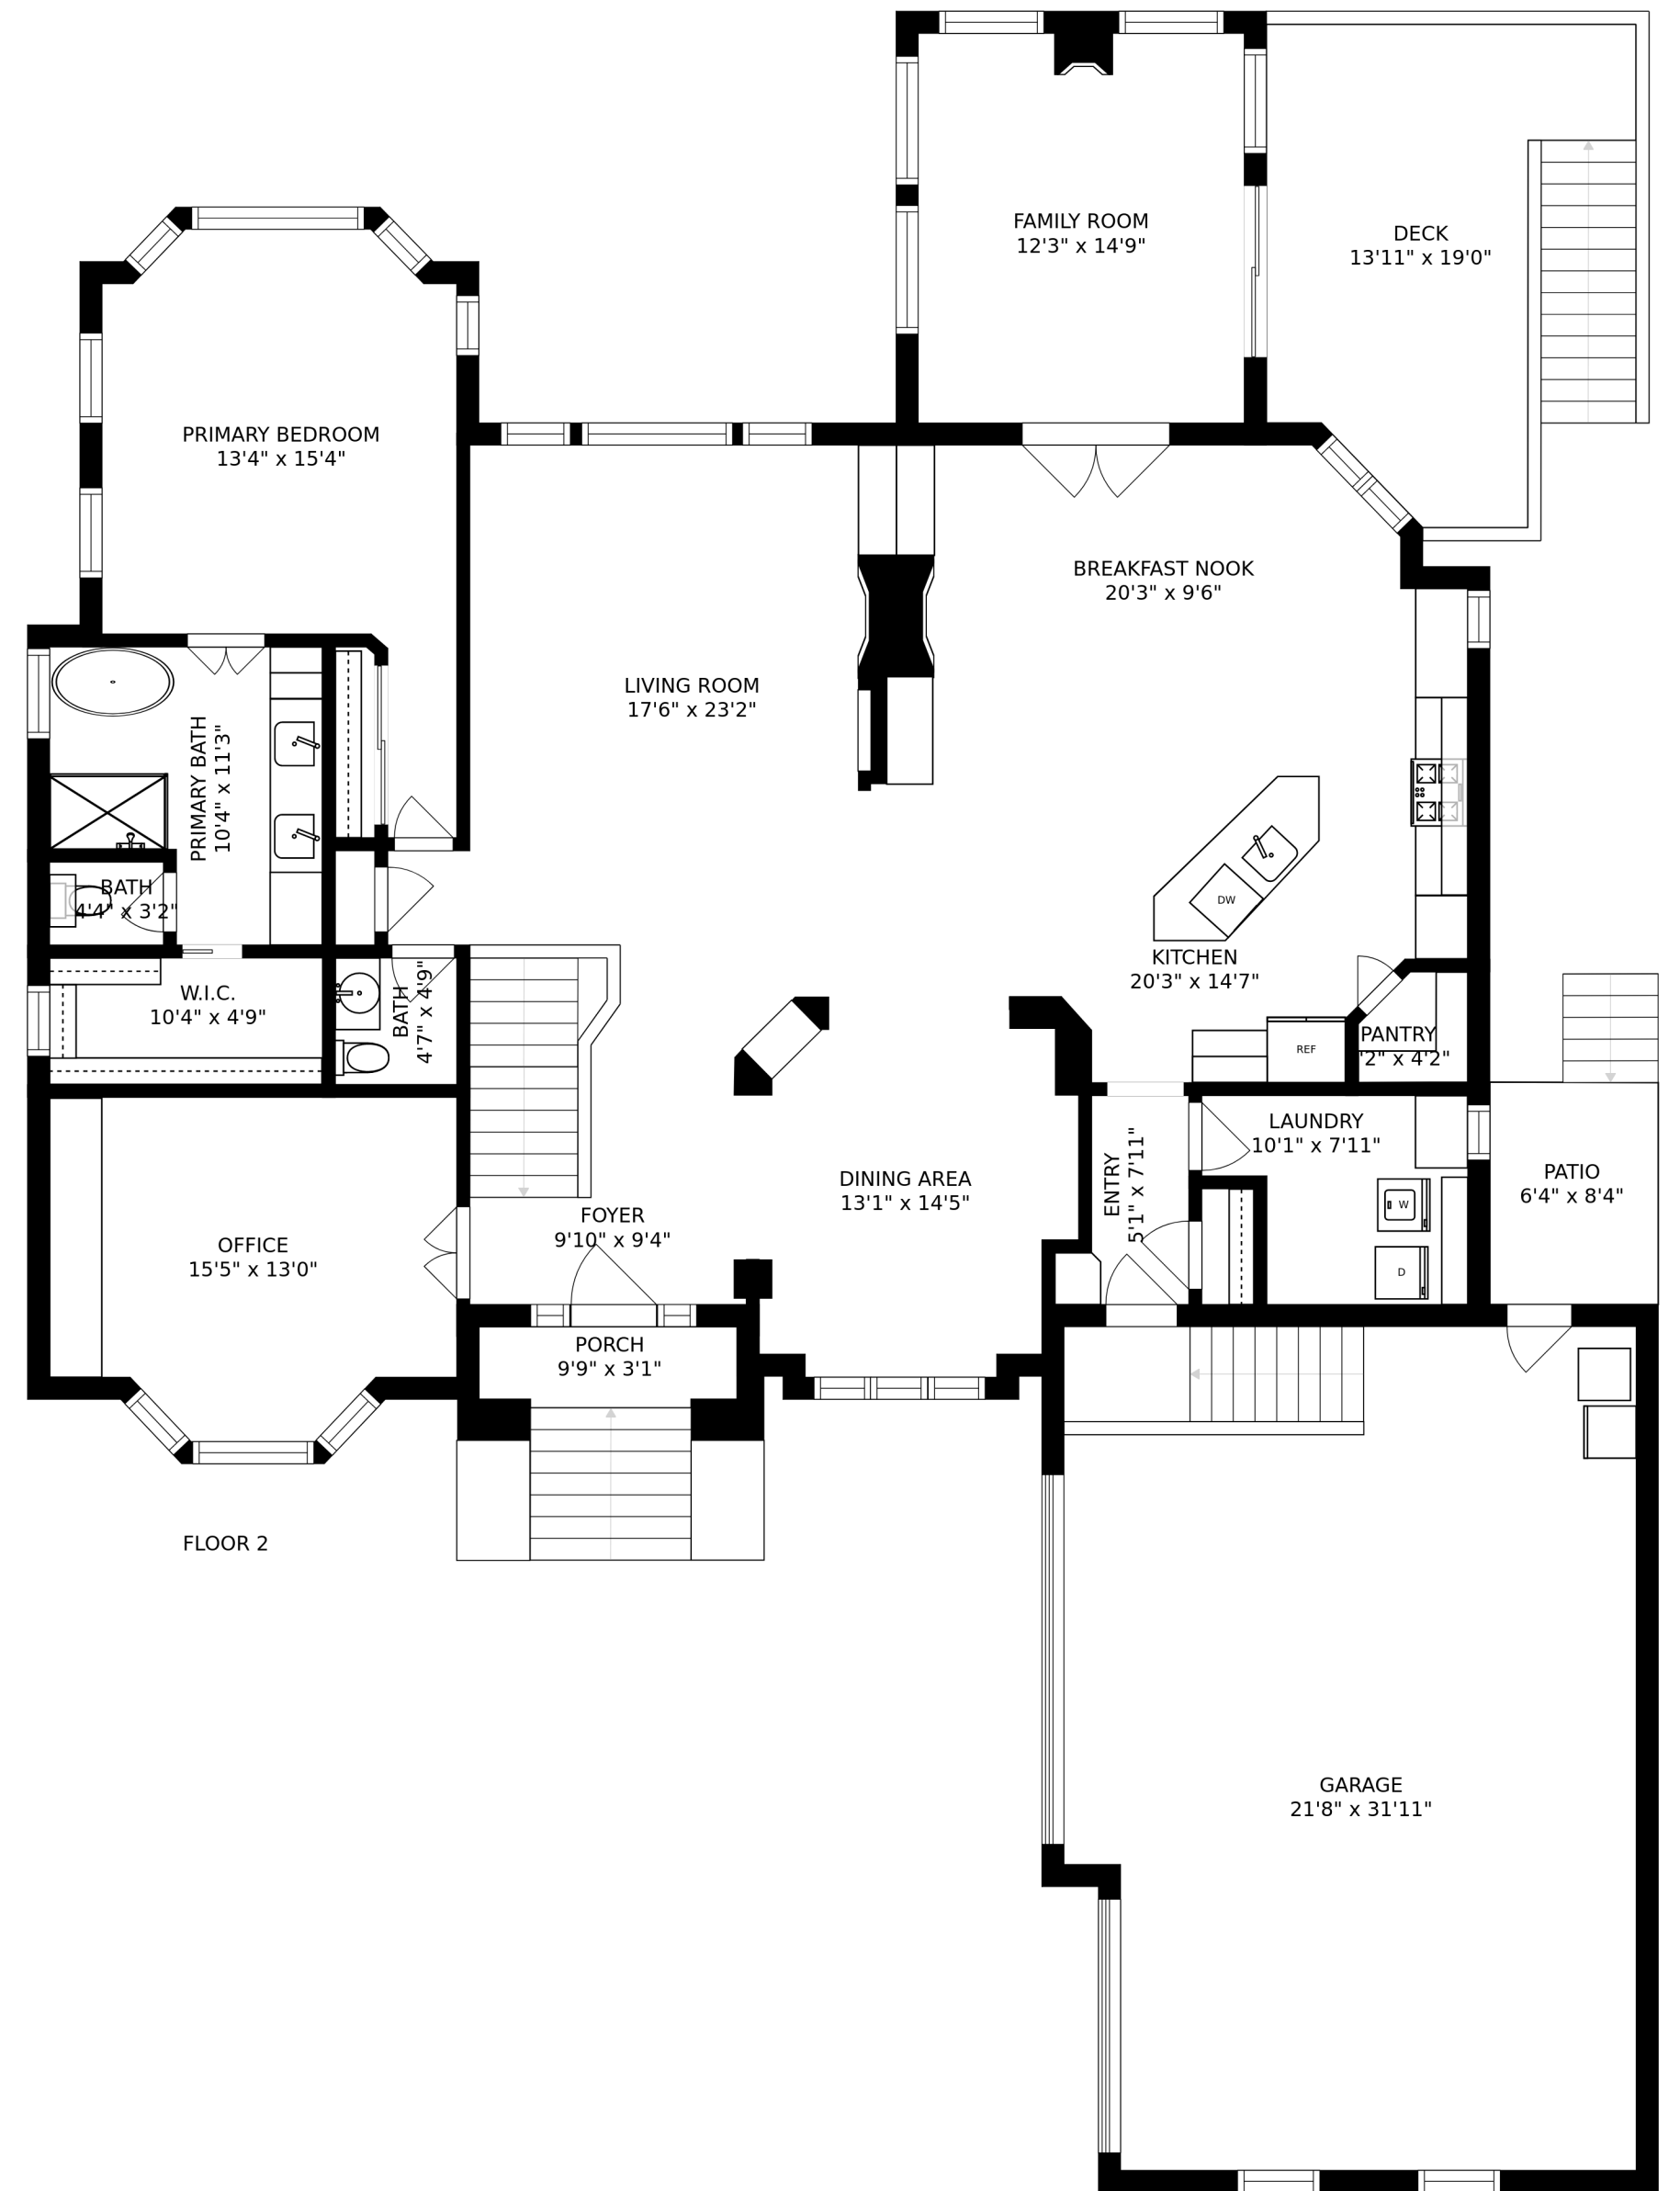 FAMILY ROOM
12'3" x 14'9"
DECK
13'11" x 19'0"
PRIMARY BEDROOM
13'4" x 15'4"
BREAKFAST NOOK
20'3" x 9'6"
LIVING ROOM
17'6" x 23'2"
PRIMARY BATH
10'4" x 11'3"
BATH
4'4" x 3'2"
DW
KITCHEN
20'3" x 14'7"
W.I.C.
10'4" x 4'9"
BATH
4'7" x 4'9"
REF
PANTRY
'2" x 4'2"
LAUNDRY
10'1" x 7'11"
ENTRY
5'1" x 7'11"
DINING AREA
13'1" x 14'5"
PATIO
6'4" x 8'4"
W
FOYER
9'10" x 9'4"
OFFICE
15'5" x 13'0"
D
PORCH
9'9" x 3'1"
FLOOR 2
GARAGE
21'8" x 31'11"